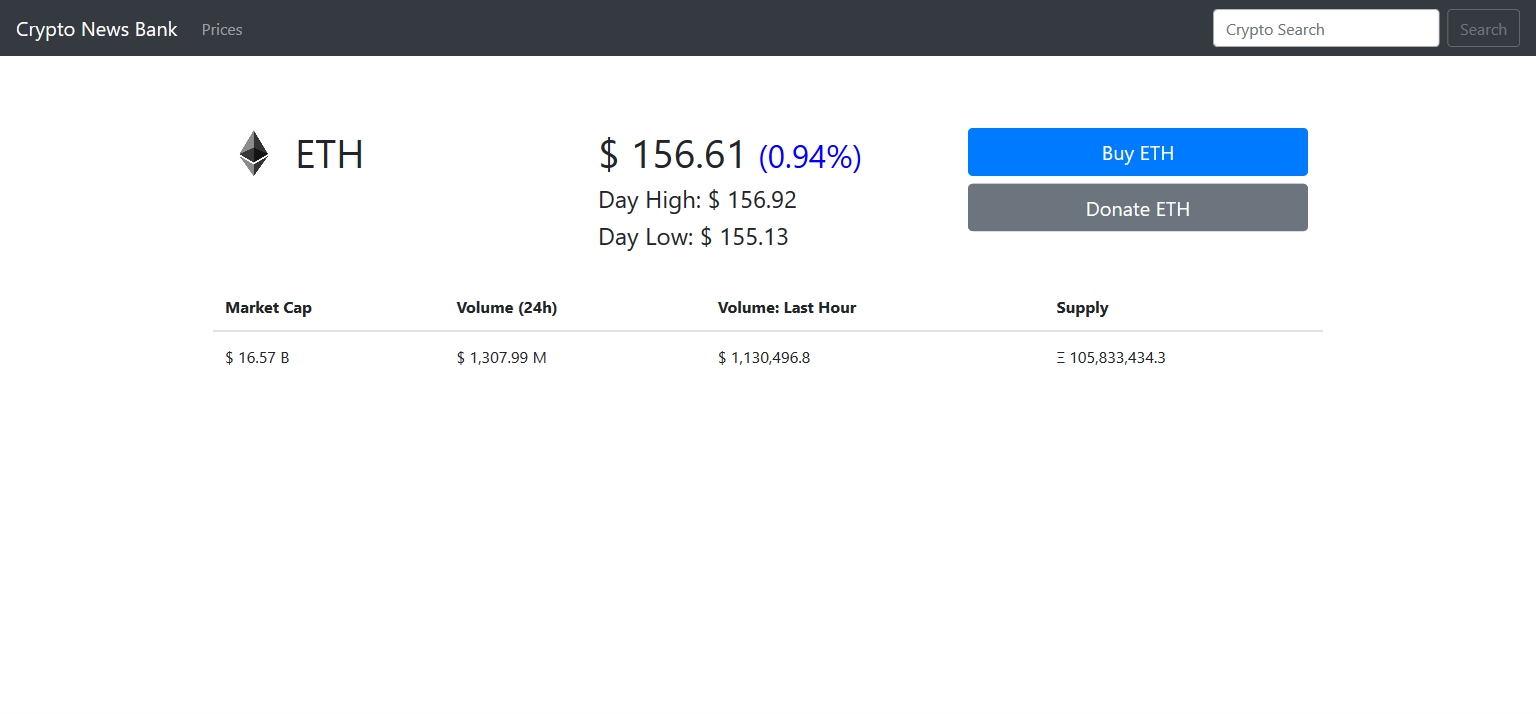 Crypto News Bank Prices Crypto Search Search
ETH $ 156.61 (0.94%) Buy ETH
Day High: $ 156.92
Donate ETH
Day Low: $ 155.13
Market Cap Volume (24h) Volume: Last Hour Supply
$ 16.57 B $ 1,307.99 M $ 1,130,496.8 Ξ 105,833,434.3